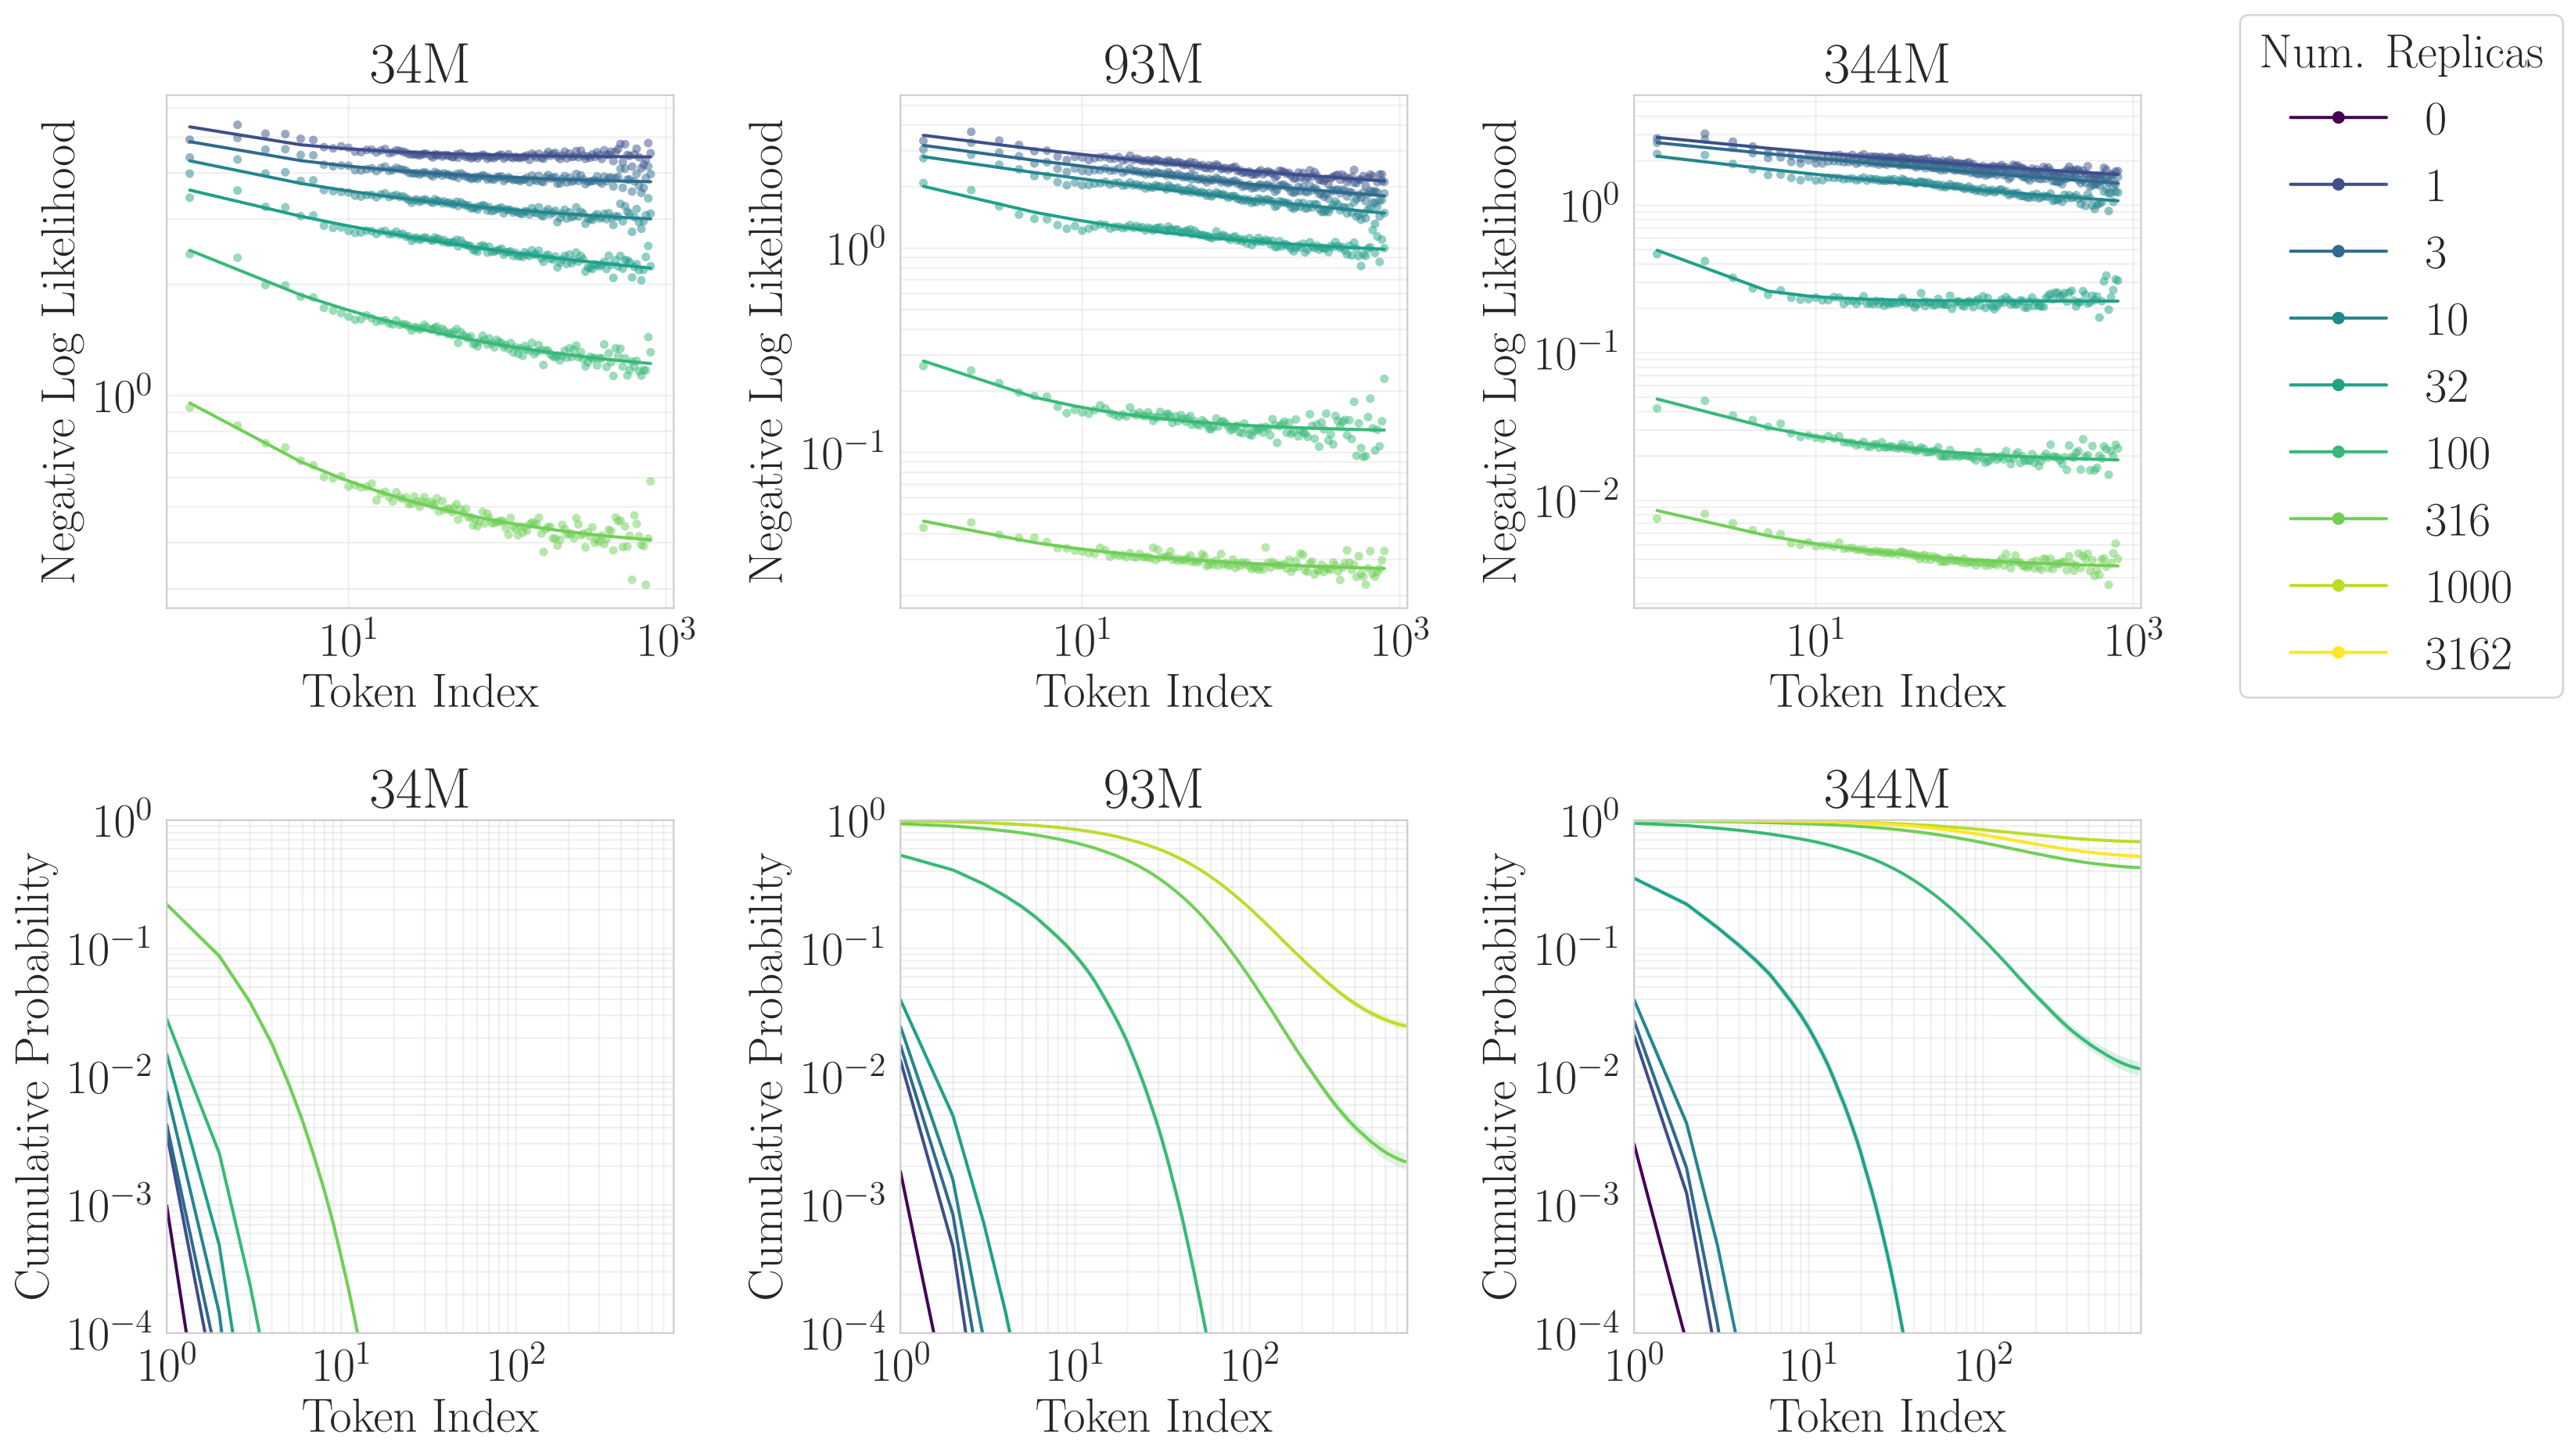 34M
93M
344M
Negative Log Likelihood
10^0
10^1
10^3
Token Index
Negative Log Likelihood
10^0
10^-1
10^1
10^3
Token Index
Negative Log Likelihood
10^0
10^-1
10^-2
10^1
10^3
Token Index
Num. Replicas
0
1
3
10
32
100
316
1000
3162
34M
93M
344M
Cumulative Probability
10^0
10^-1
10^-2
10^-3
10^-4
10^0
10^1
10^2
Token Index
Cumulative Probability
10^0
10^-1
10^-2
10^-3
10^-4
10^0
10^1
10^2
Token Index
Cumulative Probability
10^0
10^-1
10^-2
10^-3
10^-4
10^0
10^1
10^2
Token Index